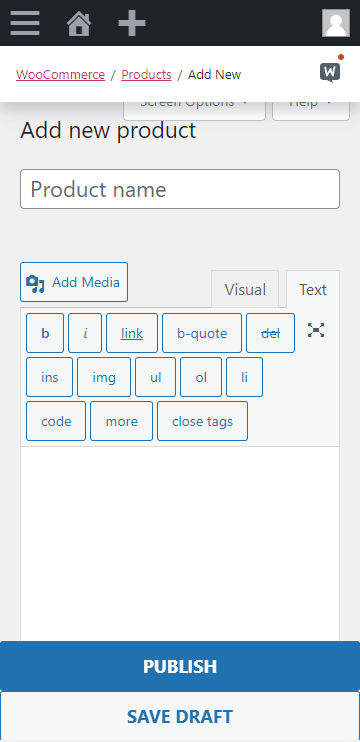 WooCommerce / Products / Add New
Screen Options Help
Add new product
Product name
Add Media Visual Text
b i link b-quote del
ins img ul ol li
code more close tags
PUBLISH
SAVE DRAFT